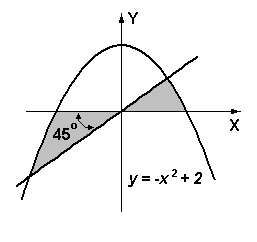 Y
X
45°
y = -x² + 2